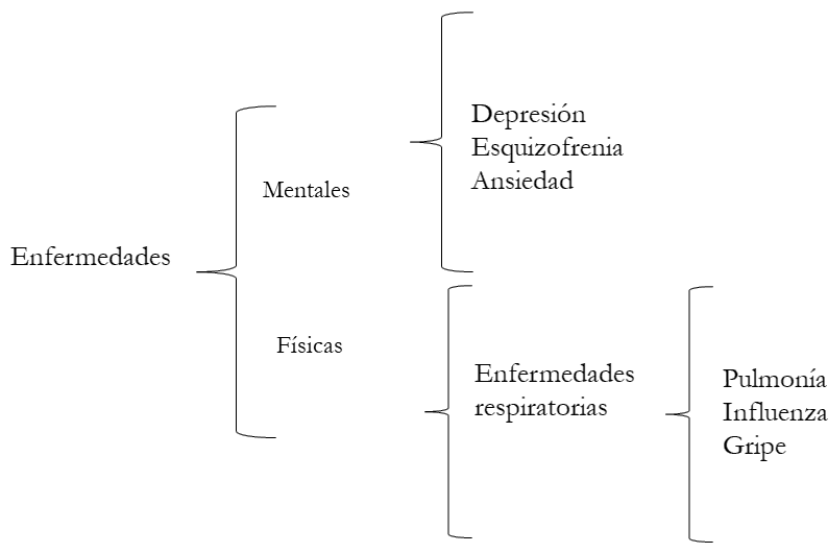 Enfermedades
Mentales
Depresión
Esquizofrenia
Ansiedad
Físicas
Enfermedades
respiratorias
Pulmonía
Influenza
Gripe